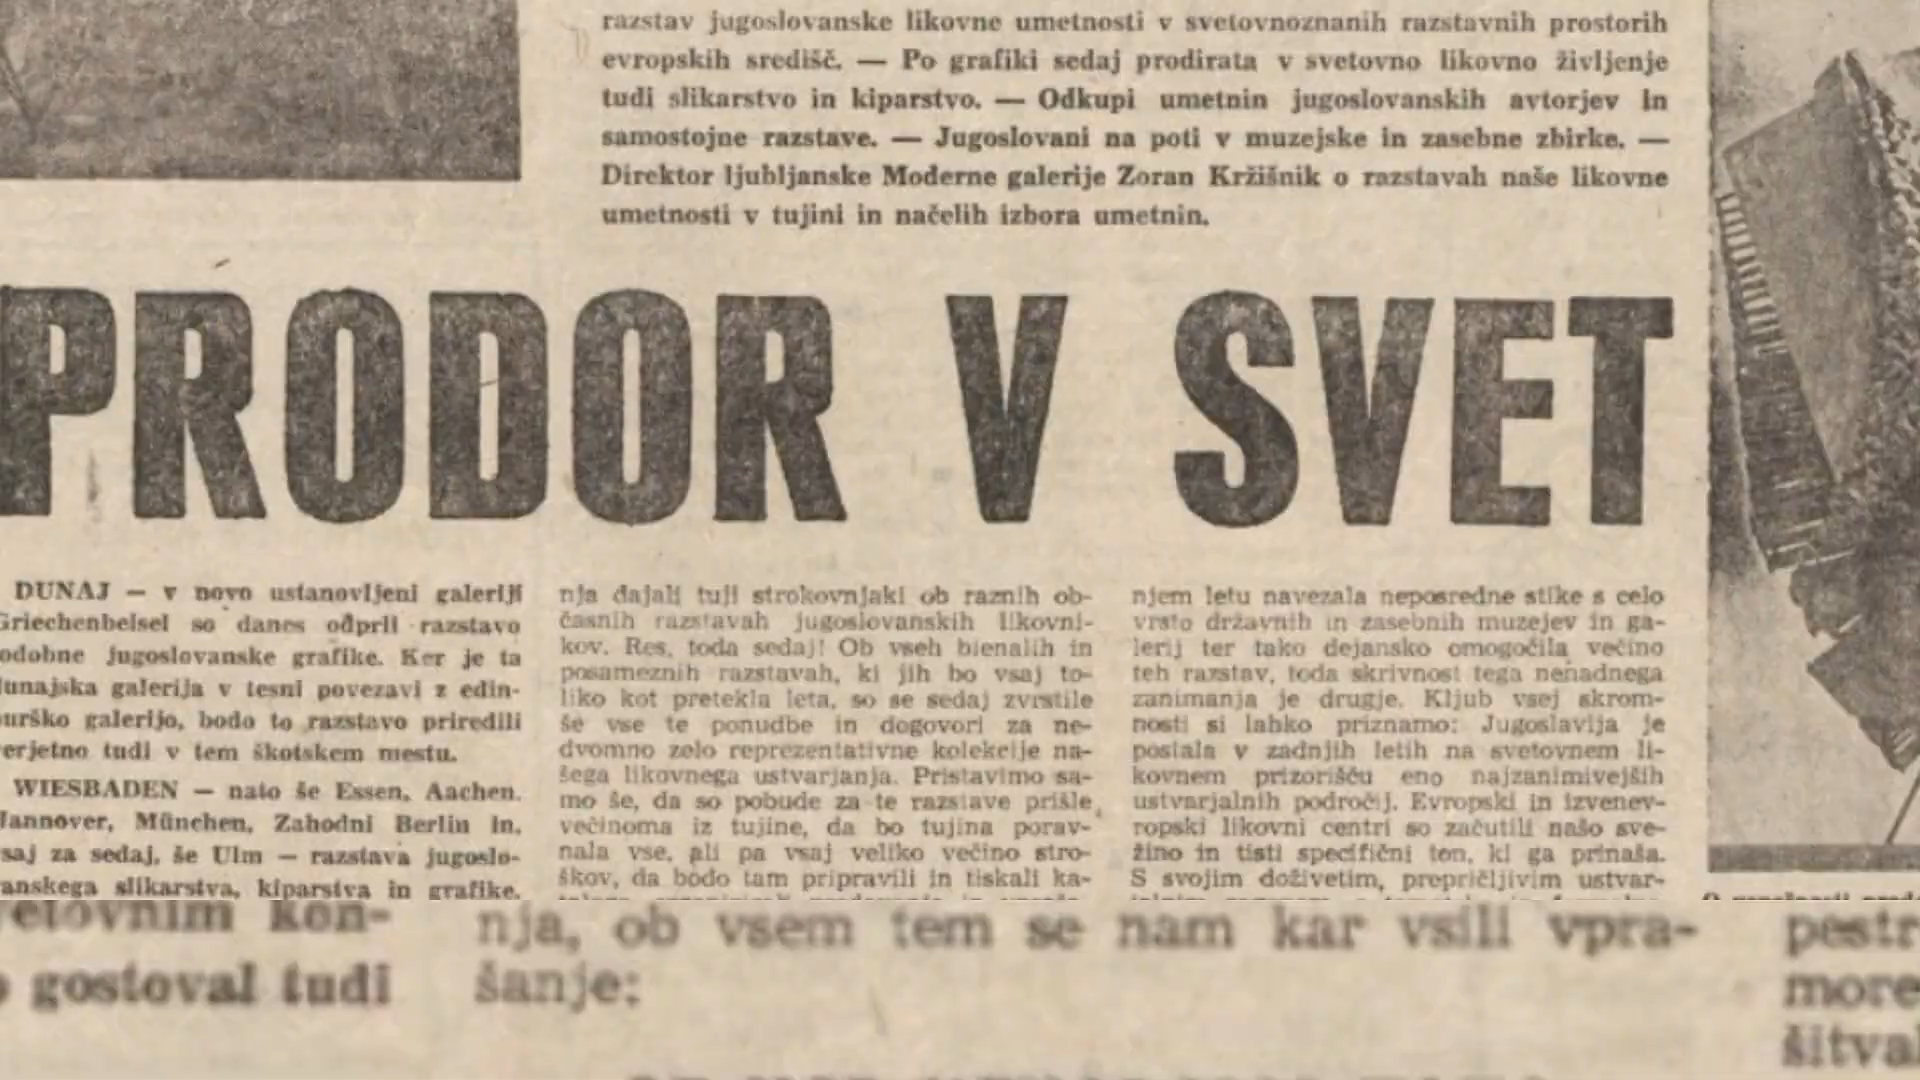 razstav jugoslovanske likovne umetnosti v svetovnoznanih razstavnih prostorih
evropskih središč. — Po grafiki sedaj prodirata v svetovno likovno življenje
tudi slikarstvo in kiparstvo. — Odkupi umetnin jugoslovanskih avtorjev in
samostojne razstave. — Jugoslovani na poti v muzejske in zasebne zbirke. —
Direktor ljubljanske Moderne galerije Zoran Kržišnik o razstavah naše likovne
umetnosti v tujini in načelih izbora umetnin.
PRODOR V SVET
DUNAJ — v novo ustanovljeni galeriji
Griechenbeisel so danes odprli razstavo
odobne jugoslovanske grafike. Ker je ta
dunajska galerija v tesni povezavi z edin-
urško galerijo, bodo to razstavo priredili
erjetno tudi v tem škotskem mestu.
WIESBADEN — nato še Essen, Aachen,
Hannover, München, Zahodni Berlin in,
saj za sedaj, še Ulm — razstava jugoslo-
anskega slikarstva, kiparstva in grafike.
nja dajali tuji strokovnjaki ob raznih ob-
časnih razstavah jugoslovanskih likovni-
kov. Res, toda sedaj! Ob vseh bienalih in
posameznih razstavah, ki jih bo vsaj to-
liko kot pretekla leta, so se sedaj zvrstile
še vse te ponudbe in dogovori za ne-
dvomno zelo reprezentativne kolekcije na-
šega likovnega ustvarjanja. Pristavimo sa-
mo še, da so pobude za te razstave prišle
večinoma iz tujine, da bo tujina porav-
nala vse, ali pa vsaj veliko večino stro-
škov, da bodo tam pripravili in tiskali ka-
njem letu navezala neposredne stike s celo
vrsto državnih in zasebnih muzejev in ga-
lerij ter tako dejansko omogočila večino
teh razstav, toda skrivnost tega nenadnega
zanimanja je drugje. Kljub vsej skrom-
nosti si lahko priznamo: Jugoslavija je
postala v zadnjih letih na svetovnem li-
kovnem prizorišču eno najzanimivejših
ustvarjalnih področij. Evropski in izvenev-
ropski likovni centri so začutili našo sve-
žino in tisti specifični ton, ki ga prinaša.
S svojim doživetim, prepričljivim ustvar-
vetovnim kon-
gostoval tudi
nja, ob vsem tem se nam kar vsili vpra-
šanje:
pestr
more
šitval